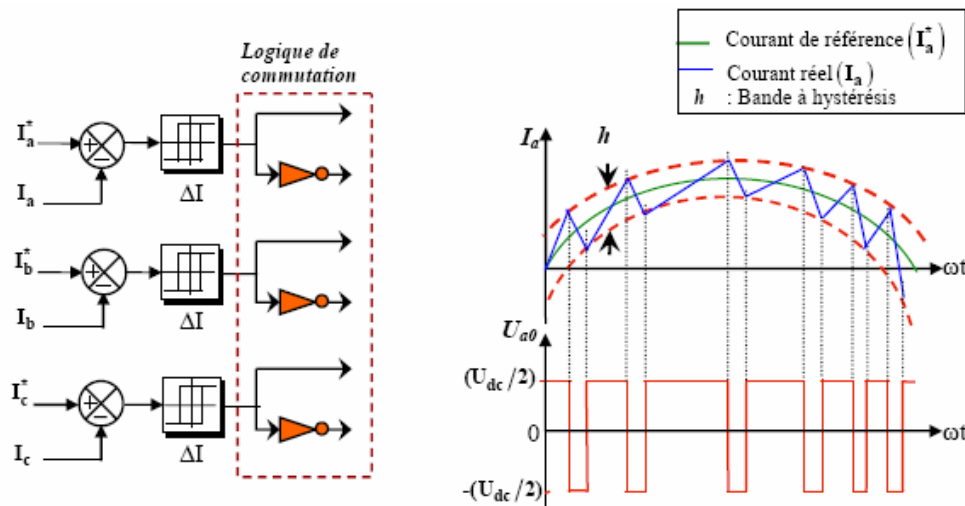 Logique de
commutation
I*a
Ia
ΔI
I*b
Ib
ΔI
I*c
Ic
ΔI
Courant de référence (I*a)
Courant réel (Ia)
h : Bande à hystérésis
Ia
h
ωt
Ua0
(Udc/2)
0
ωt
-(Udc/2)